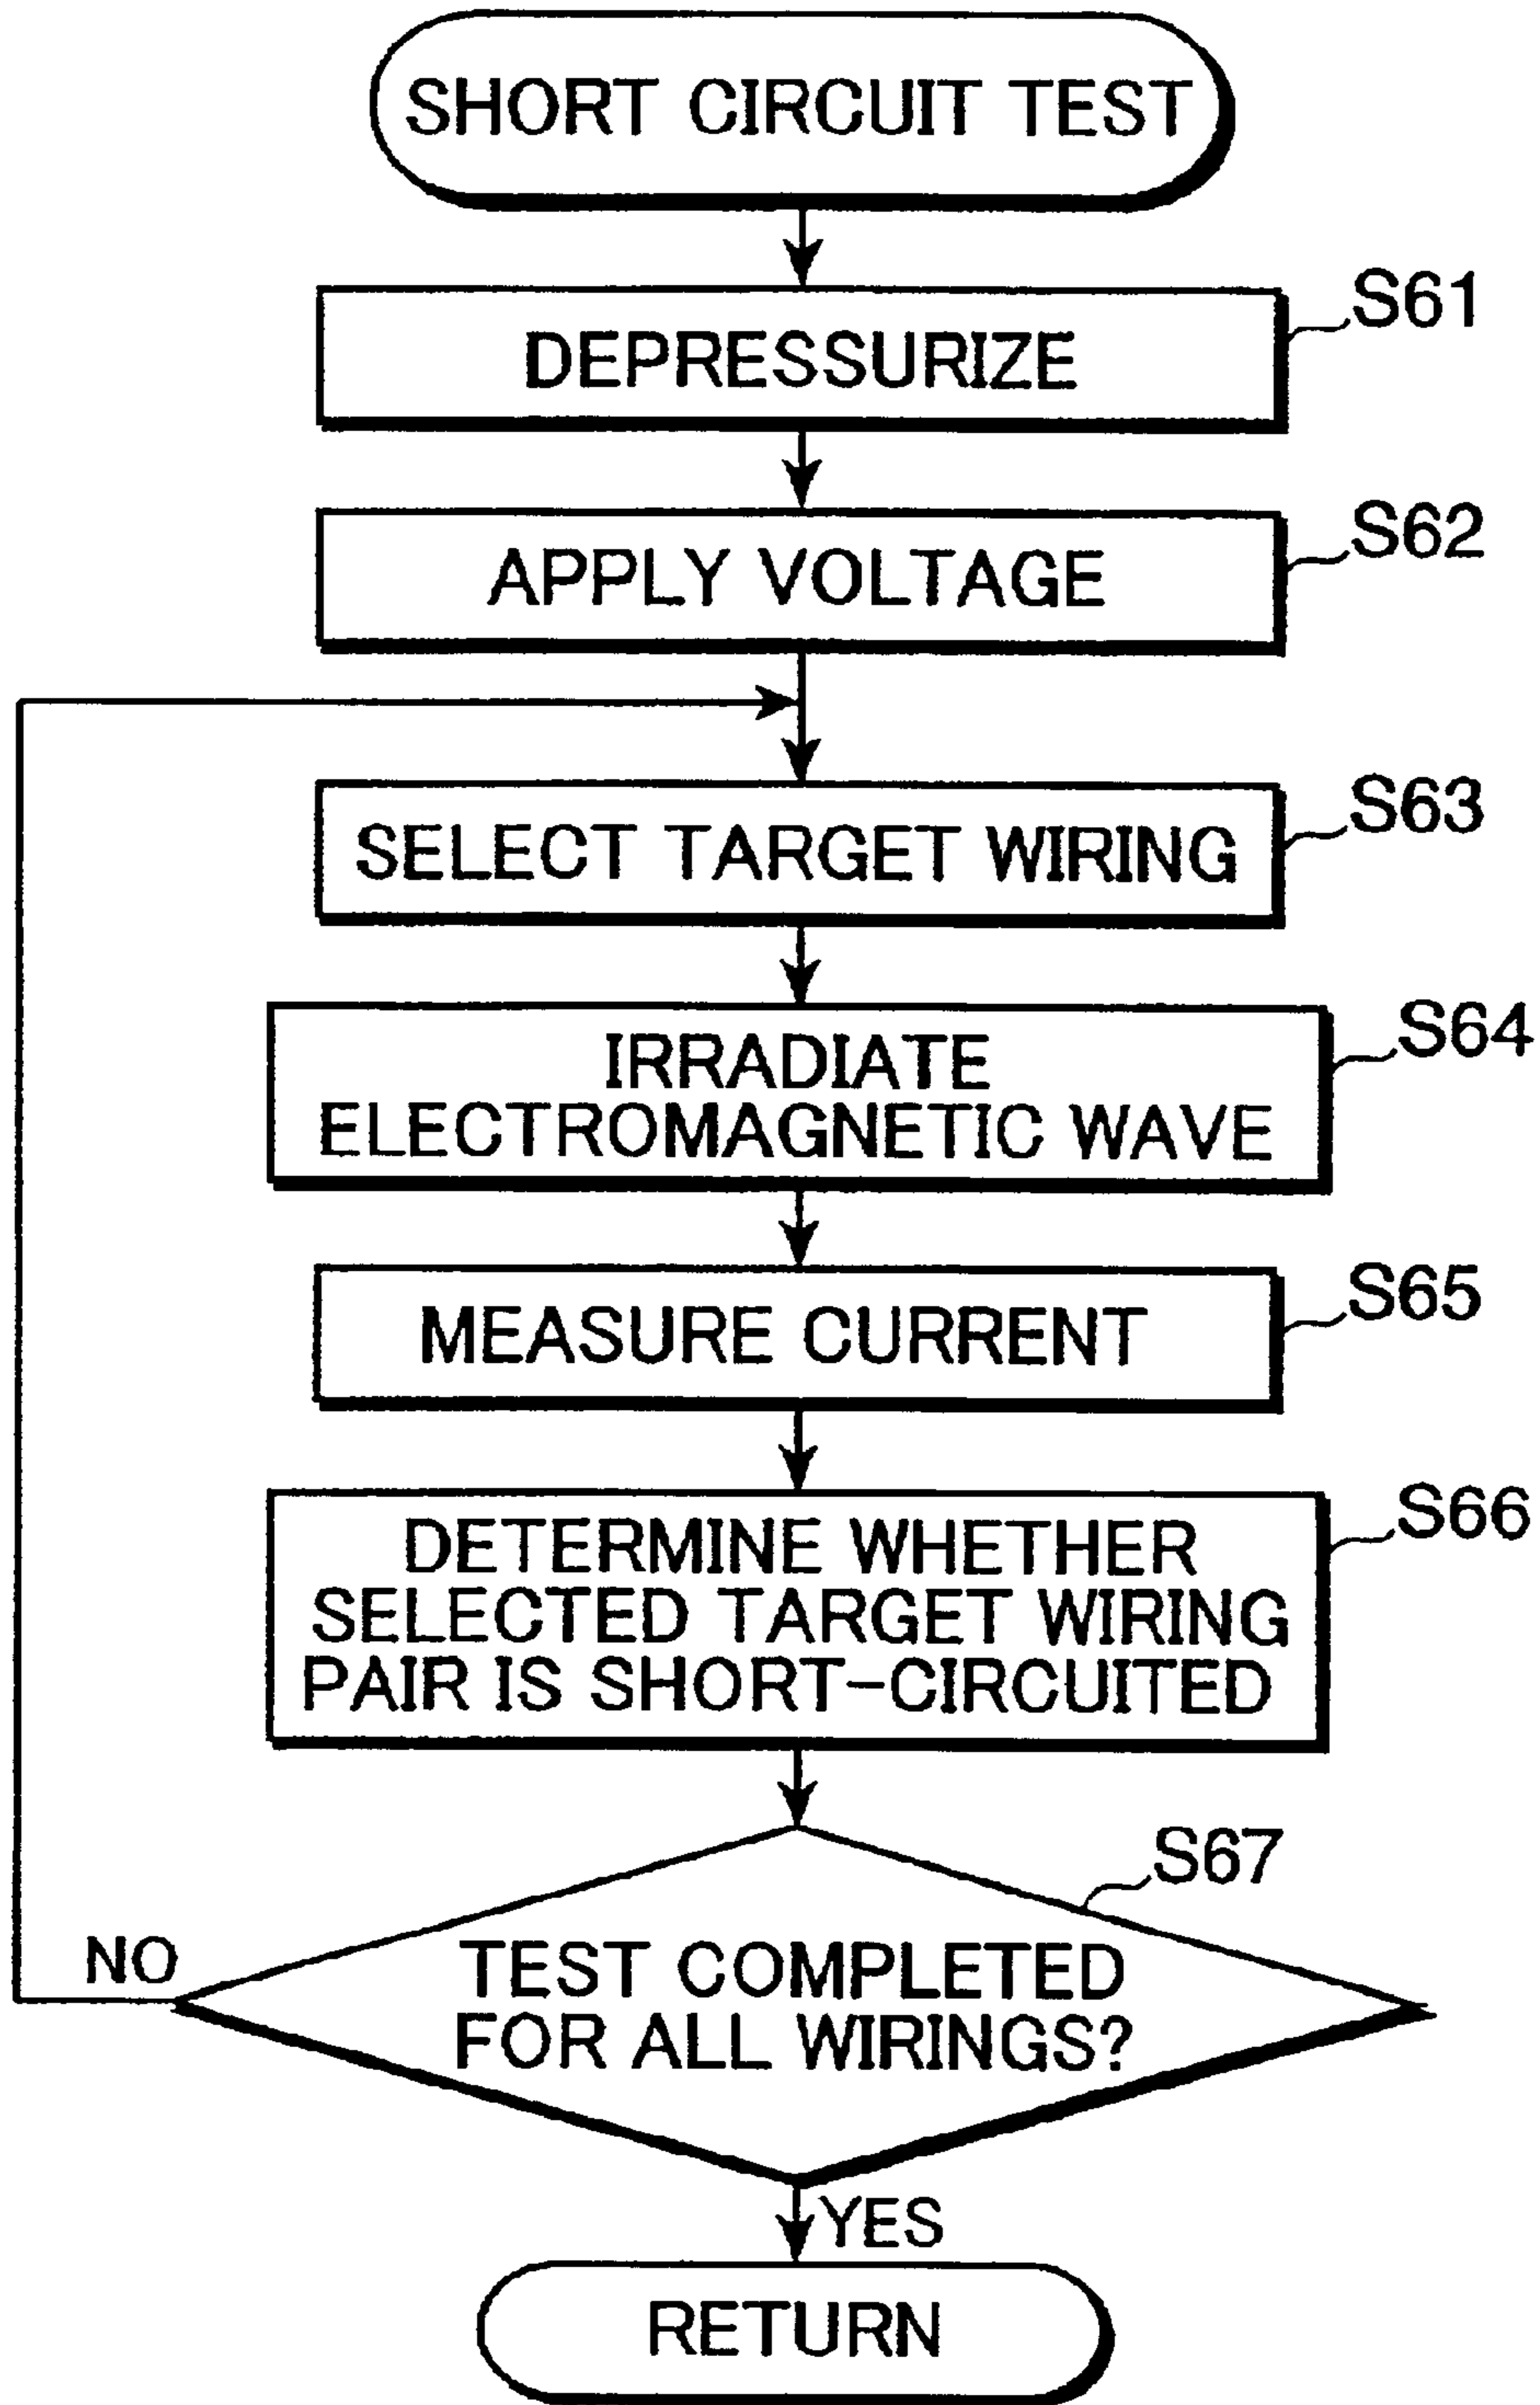 SHORT CIRCUIT TEST
S61
DEPRESSURIZE
S62
APPLY VOLTAGE
S63
SELECT TARGET WIRING
S64
IRRADIATE
ELECTROMAGNETIC WAVE
S65
MEASURE CURRENT
S66
DETERMINE WHETHER
SELECTED TARGET WIRING
PAIR IS SHORT-CIRCUITED
S67
NO
TEST COMPLETED
FOR ALL WIRINGS?
YES
RETURN